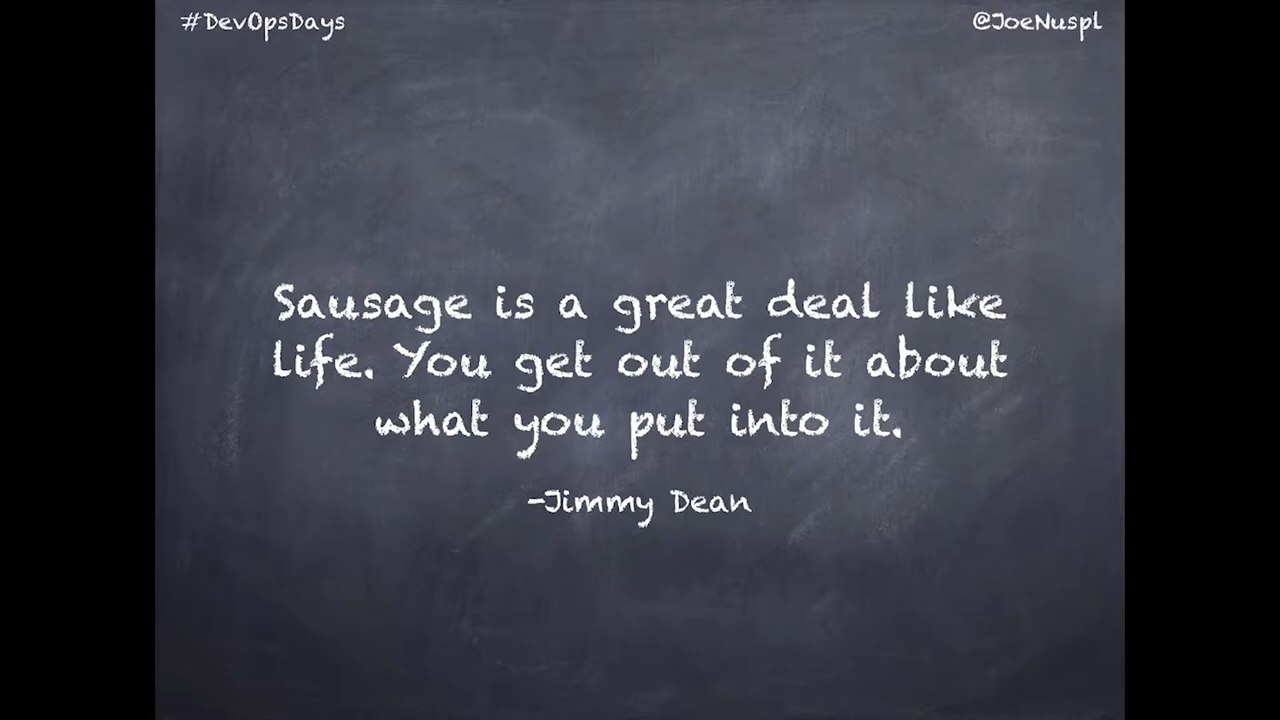 #DevOpsDays
@JoeNuspl
Sausage is a great deal like
life. You get out of it about
what you put into it.
-Jimmy Dean